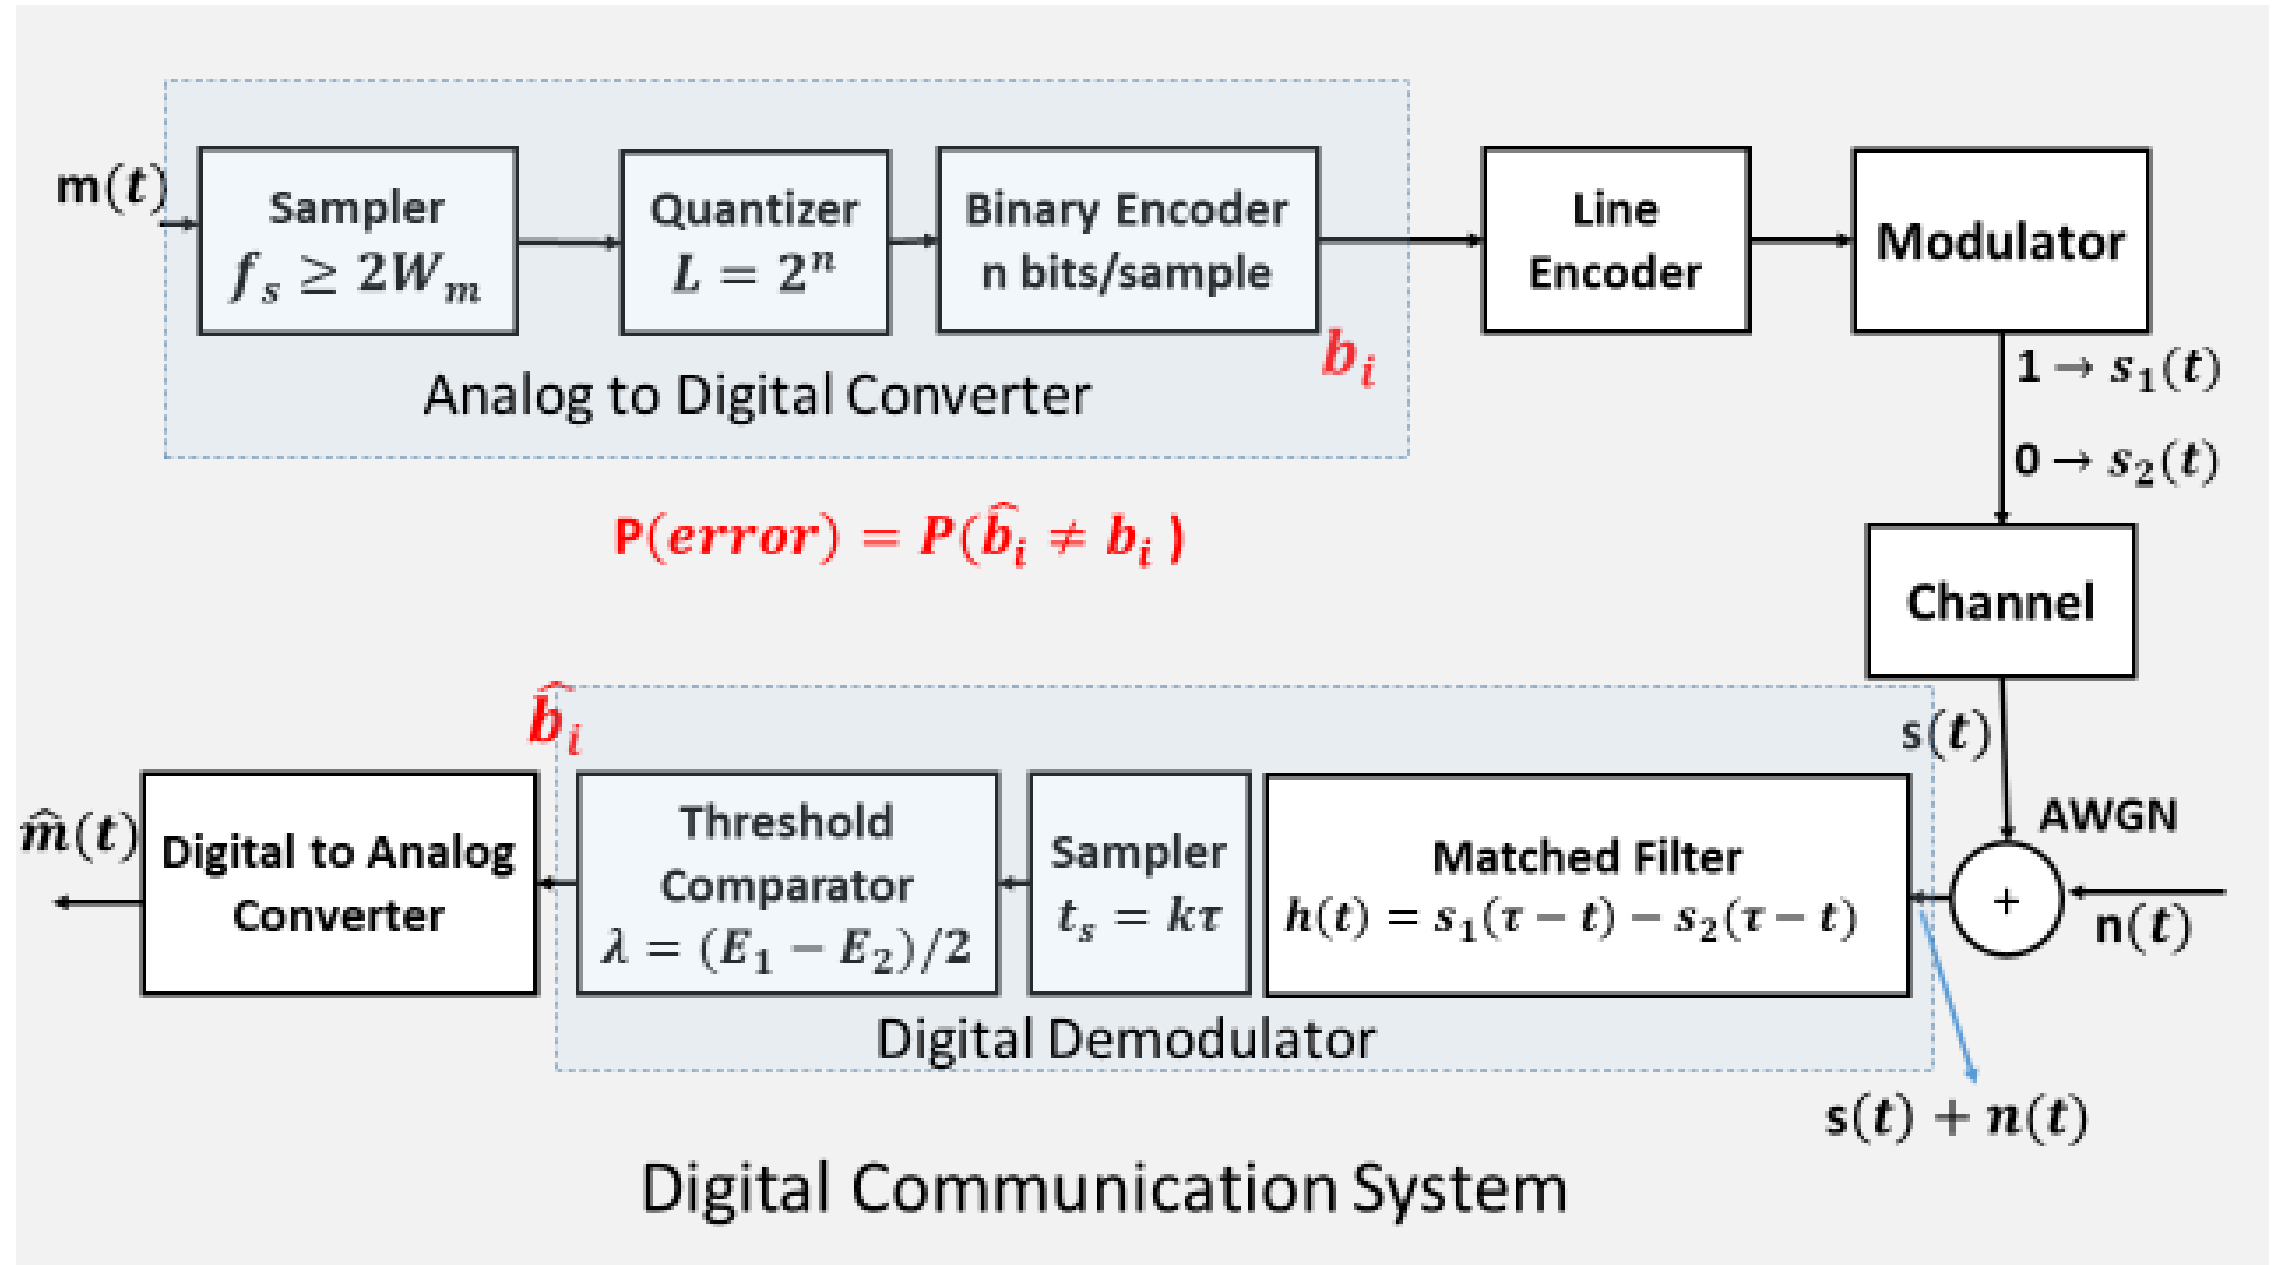 m(t)
Sampler
f_s ≥ 2W_m
Quantizer
L = 2^n
Binary Encoder
n bits/sample
b_i
Analog to Digital Converter
Line
Encoder
Modulator
1 → s_1(t)
0 → s_2(t)
P(error) = P(b̂_i ≠ b_i )
Channel
s(t)
AWGN
+
n(t)
s(t) + n(t)
Matched Filter
h(t) = s_1(τ − t) − s_2(τ − t)
Sampler
t_s = kτ
Threshold
Comparator
λ = (E_1 − E_2)/2
Digital Demodulator
b̂_i
Digital to Analog
Converter
m̂(t)
Digital Communication System